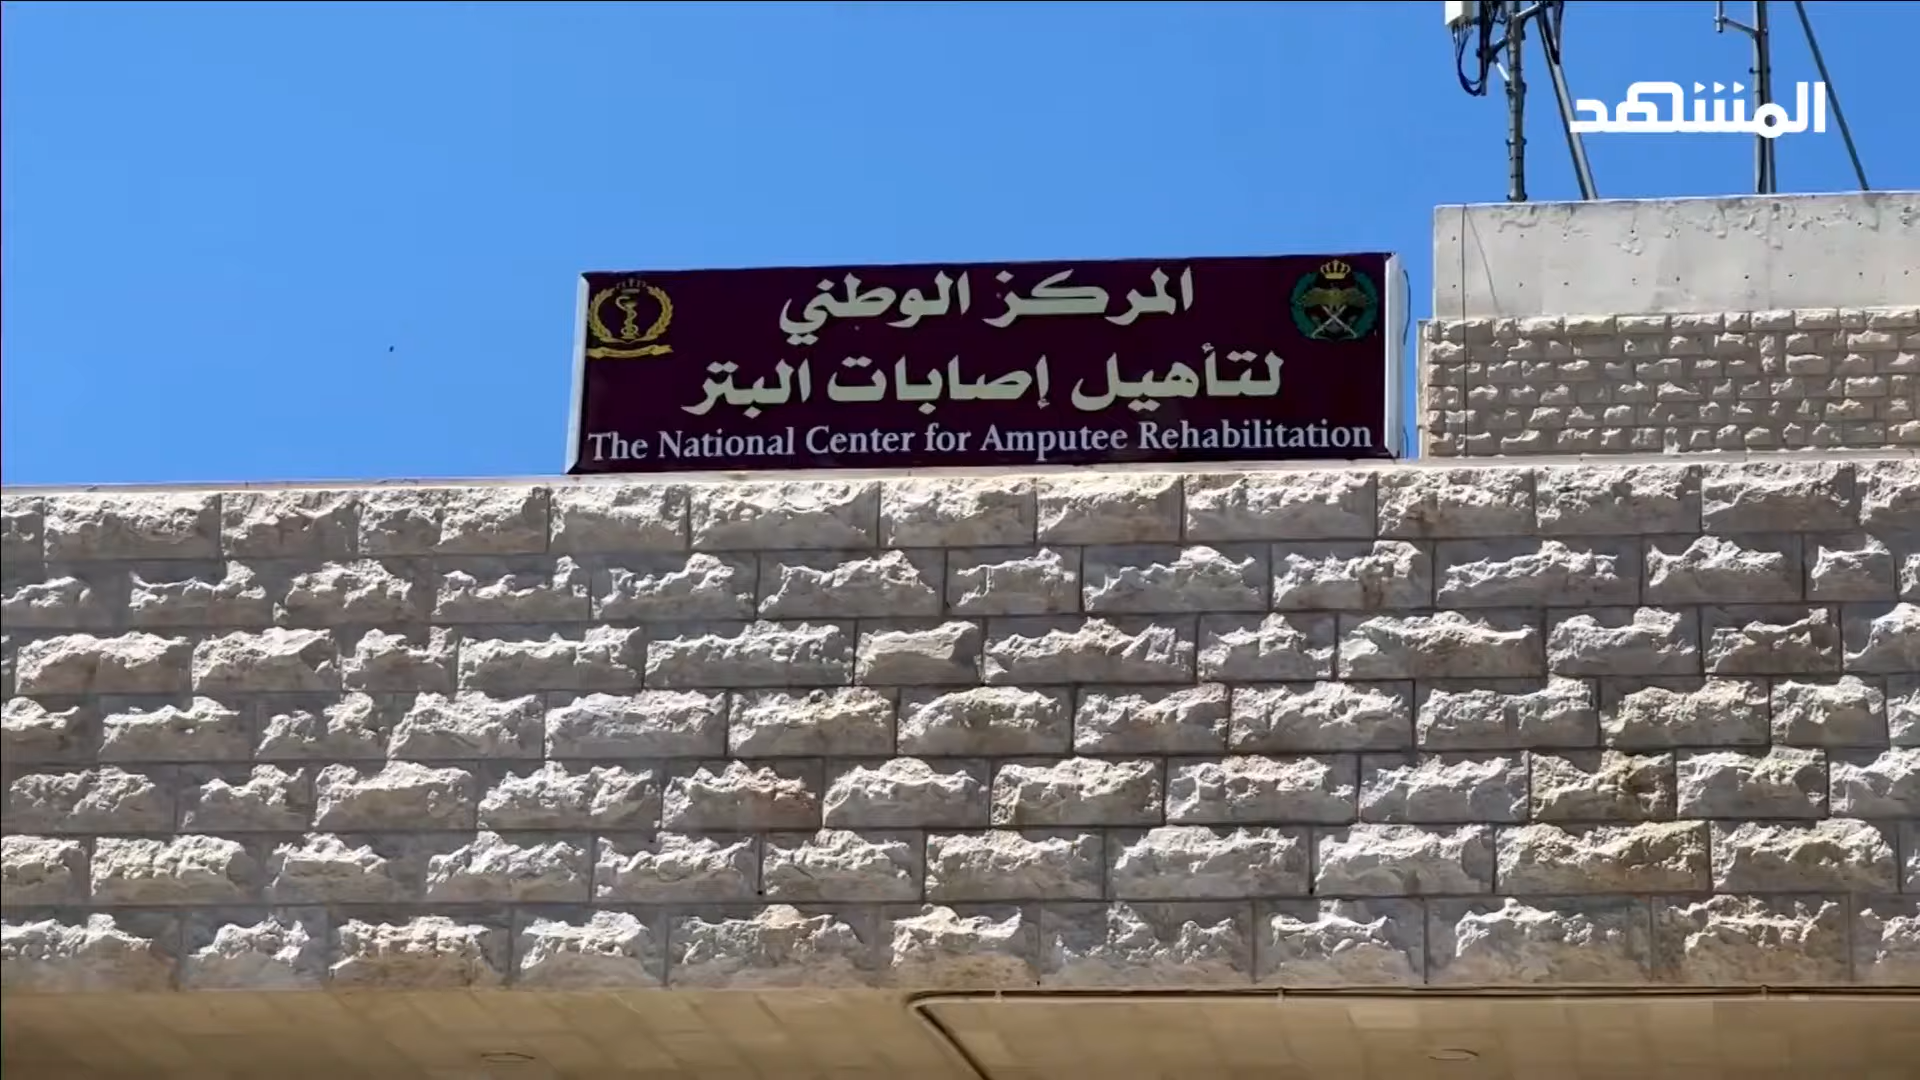 المشهد
المركز الوطني
لتأهيل إصابات البتر
The National Center for Amputee Rehabilitation